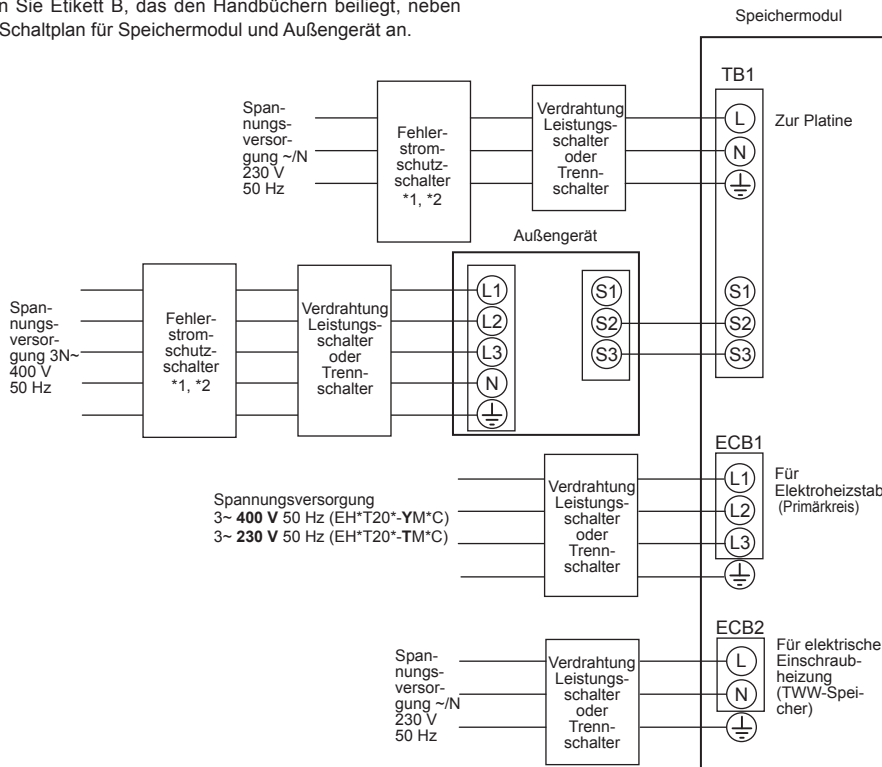 n Sie Etikett B, das den Handbüchern beiliegt, neben
Schaltplan für Speichermodul und Außengerät an.
Speichermodul
TB1
Span-
nungs-
versor-
gung ~/N
230 V
50 Hz
Fehler-
strom-
schutz-
schalter
*1, *2
Verdrahtung
Leistungs-
schalter
oder
Trenn-
schalter
L
N
Zur Platine
S1
S2
S3
Außengerät
Span-
nungs-
versor-
gung 3N~
400 V
50 Hz
Fehler-
strom-
schutz-
schalter
*1, *2
Verdrahtung
Leistungs-
schalter
oder
Trenn-
schalter
L1
L2
L3
N
S1
S2
S3
ECB1
Spannungsversorgung
3~ 400 V 50 Hz (EH*T20*-YM*C)
3~ 230 V 50 Hz (EH*T20*-TM*C)
Verdrahtung
Leistungs-
schalter
oder
Trenn-
schalter
L1
L2
L3
Für
Elektroheizstab
(Primärkreis)
ECB2
Span-
nungs-
versor-
gung ~/N
230 V
50 Hz
Verdrahtung
Leistungs-
schalter
oder
Trenn-
schalter
L
N
Für elektrische
Einschraub-
heizung
(TWW-Spei-
cher)